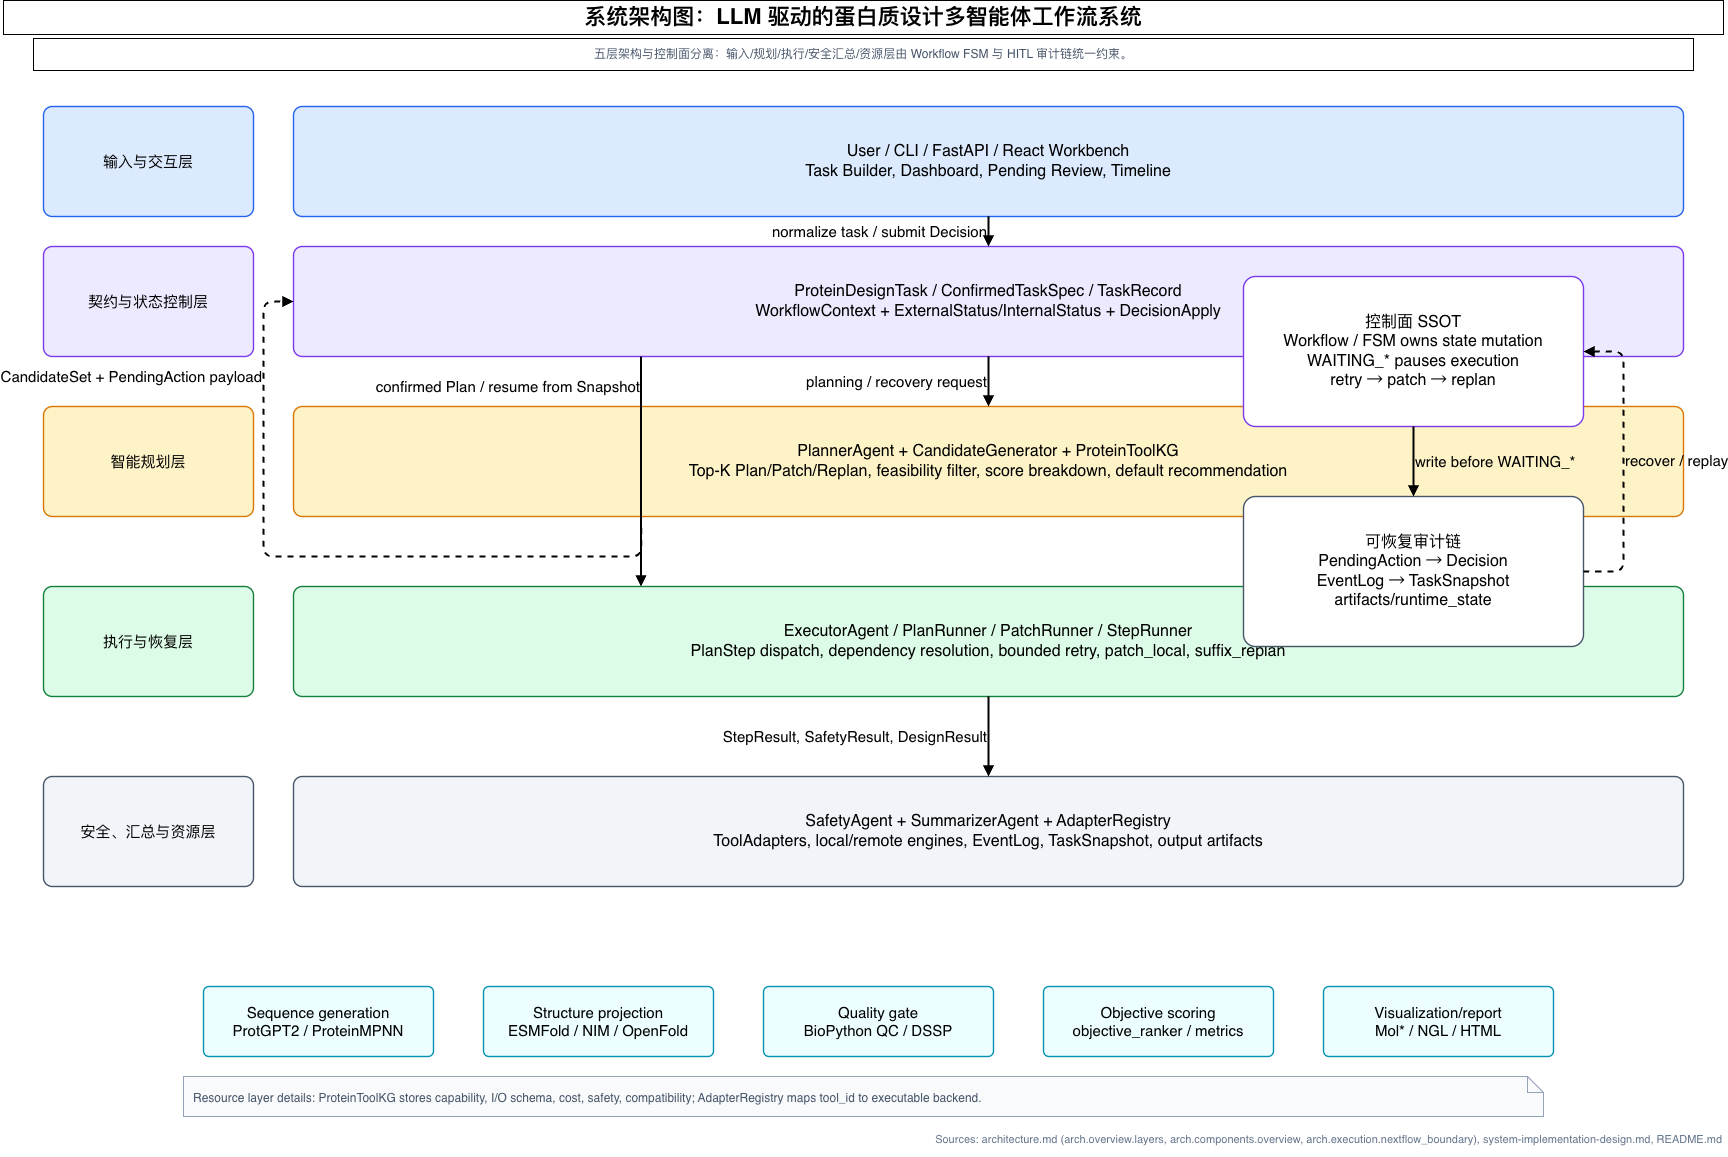 系统架构图：LLM 驱动的蛋白质设计多智能体工作流系统
五层架构与控制面分离：输入/规划/执行/安全汇总/资源层由 Workflow FSM 与 HITL 审计链统一约束。
输入与交互层
User / CLI / FastAPI / React Workbench
Task Builder, Dashboard, Pending Review, Timeline
normalize task / submit Decision
契约与状态控制层
ProteinDesignTask / ConfirmedTaskSpec / TaskRecord
WorkflowContext + ExternalStatus/InternalStatus + DecisionApply
控制面 SSOT
Workflow / FSM owns state mutation
WAITING_* pauses execution
retry → patch → replan
CandidateSet + PendingAction payload
confirmed Plan / resume from Snapshot
planning / recovery request
智能规划层
PlannerAgent + CandidateGenerator + ProteinToolKG
Top-K Plan/Patch/Replan, feasibility filter, score breakdown, default recommendation
write before WAITING_*
recover / replay
可恢复审计链
PendingAction → Decision
EventLog → TaskSnapshot
artifacts/runtime_state
执行与恢复层
ExecutorAgent / PlanRunner / PatchRunner / StepRunner
PlanStep dispatch, dependency resolution, bounded retry, patch_local, suffix_replan
StepResult, SafetyResult, DesignResult
安全、汇总与资源层
SafetyAgent + SummarizerAgent + AdapterRegistry
ToolAdapters, local/remote engines, EventLog, TaskSnapshot, output artifacts
Sequence generation
ProtGPT2 / ProteinMPNN
Structure projection
ESMFold / NIM / OpenFold
Quality gate
BioPython QC / DSSP
Objective scoring
objective_ranker / metrics
Visualization/report
Mol* / NGL / HTML
Resource layer details: ProteinToolKG stores capability, I/O schema, cost, safety, compatibility; AdapterRegistry maps tool_id to executable backend.
Sources: architecture.md (arch.overview.layers, arch.components.overview, arch.execution.nextflow_boundary), system-implementation-design.md, README.md